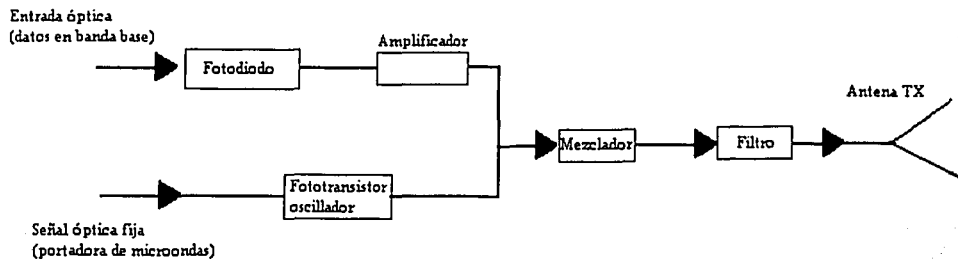 Entrada óptica
(datos en banda base)
Fotodiodo
Amplificador
Antena TX
Mezclador
Filtro
Fototransistor
oscillador
Señal óptica fija
(portadora de microondas)